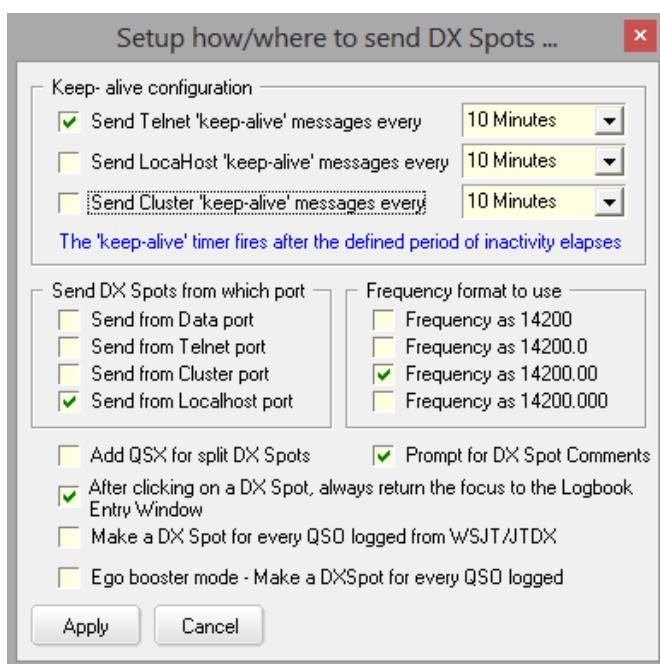 Setup how/where to send DX Spots ...
Keep- alive configuration
Send Telnet 'keep-alive' messages every 10 Minutes
Send LocaHost 'keep-alive' messages every 10 Minutes
Send Cluster 'keep-alive' messages every 10 Minutes
The 'keep-alive' timer fires after the defined period of inactivity elapses
Send DX Spots from which port
Send from Data port
Send from Telnet port
Send from Cluster port
Send from Localhost port
Frequency format to use
Frequency as 14200
Frequency as 14200.0
Frequency as 14200.00
Frequency as 14200.000
Add QSX for split DX Spots
Prompt for DX Spot Comments
After clicking on a DX Spot, always return the focus to the Logbook
Entry Window
Make a DX Spot for every QSO logged from WSJT/JTDX
Ego booster mode - Make a DXSpot for every QSO logged
Apply
Cancel